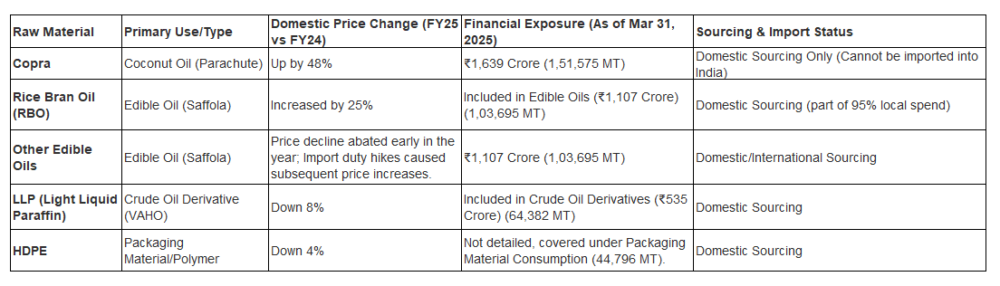 Raw Material
Primary Use/Type
Domestic Price Change (FY25
vs FY24)
Financial Exposure (As of Mar 31,
2025)
Sourcing & Import Status
Copra
Coconut Oil (Parachute)
Up by 48%
₹1,639 Crore (1,51,575 MT)
Domestic Sourcing Only (Cannot be imported into
India)
Rice Bran Oil
(RBO)
Edible Oil (Saffola)
Increased by 25%
Included in Edible Oils (₹1,107 Crore)
(1,03,695 MT)
Domestic Sourcing (part of 95% local spend)
Other Edible
Oils
Edible Oil (Saffola)
Price decline abated early in the
year; Import duty hikes caused
subsequent price increases.
₹1,107 Crore (1,03,695 MT)
Domestic/International Sourcing
LLP (Light Liquid
Paraffin)
Crude Oil Derivative
(VAHO)
Down 8%
Included in Crude Oil Derivatives (₹535
Crore) (64,382 MT)
Domestic Sourcing
HDPE
Packaging
Material/Polymer
Down 4%
Not detailed, covered under Packaging
Material Consumption (44,796 MT).
Domestic Sourcing